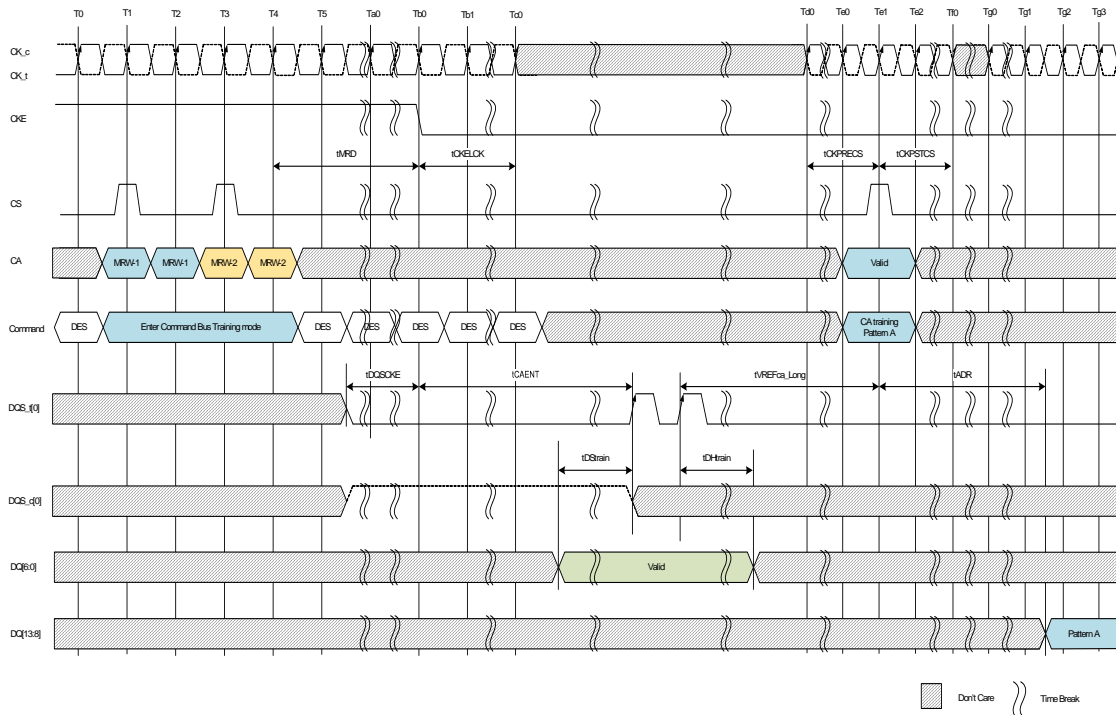 T0 T1 T2 T3 T4 T5 Ta0 Tb0 Tb1 Tc0 Td0 Te0 Te1 Te2 Tf0 Tg0 Tg1 Tg2 Tg3
CK_c
CK_t
CKE
tMRD tCKELCK tCKPRECS tCKPSTCS
CS
CA MRW-1 MRW-1 MRW-2 MRW-2 Valid
Command DES Enter Command Bus Training mode DES DES DES DES DES CA training Pattern A
tDQSCKE tCAENT tVREFca_Long tADR
DQS_t[0]
tDStrain tDHtrain
DQS_c[0]
DQ[6:0] Valid
DQ[13:8] Pattern A
Don't Care Time Break